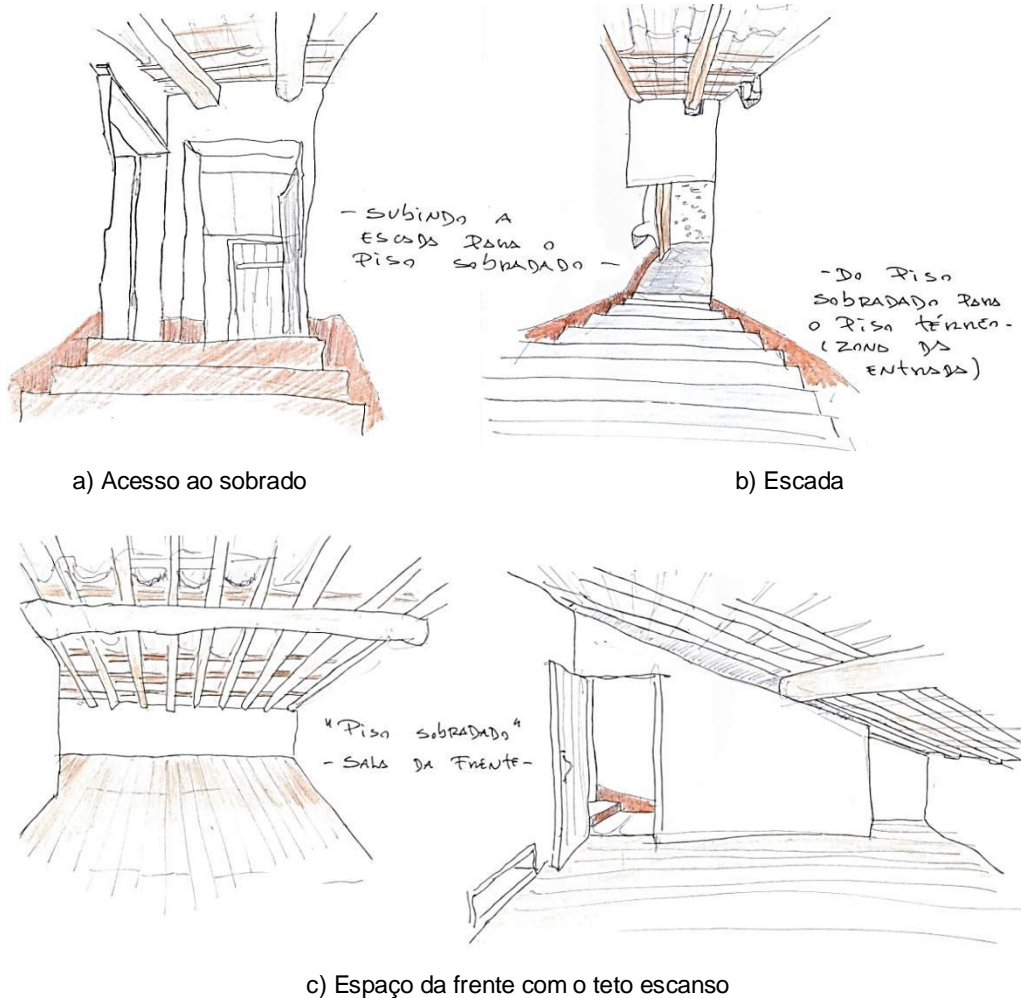 - SUBINDO A
ESCADA PARA O
PISO SOBRADADO -
- DO PISO
SOBRADADO PARA
O PISO TÉRREO -
(ZONA DA
ENTRADA)
a) Acesso ao sobrado
b) Escada
"PISO SOBRADADO"
- SALA DA FRENTE -
c) Espaço da frente com o teto escanso